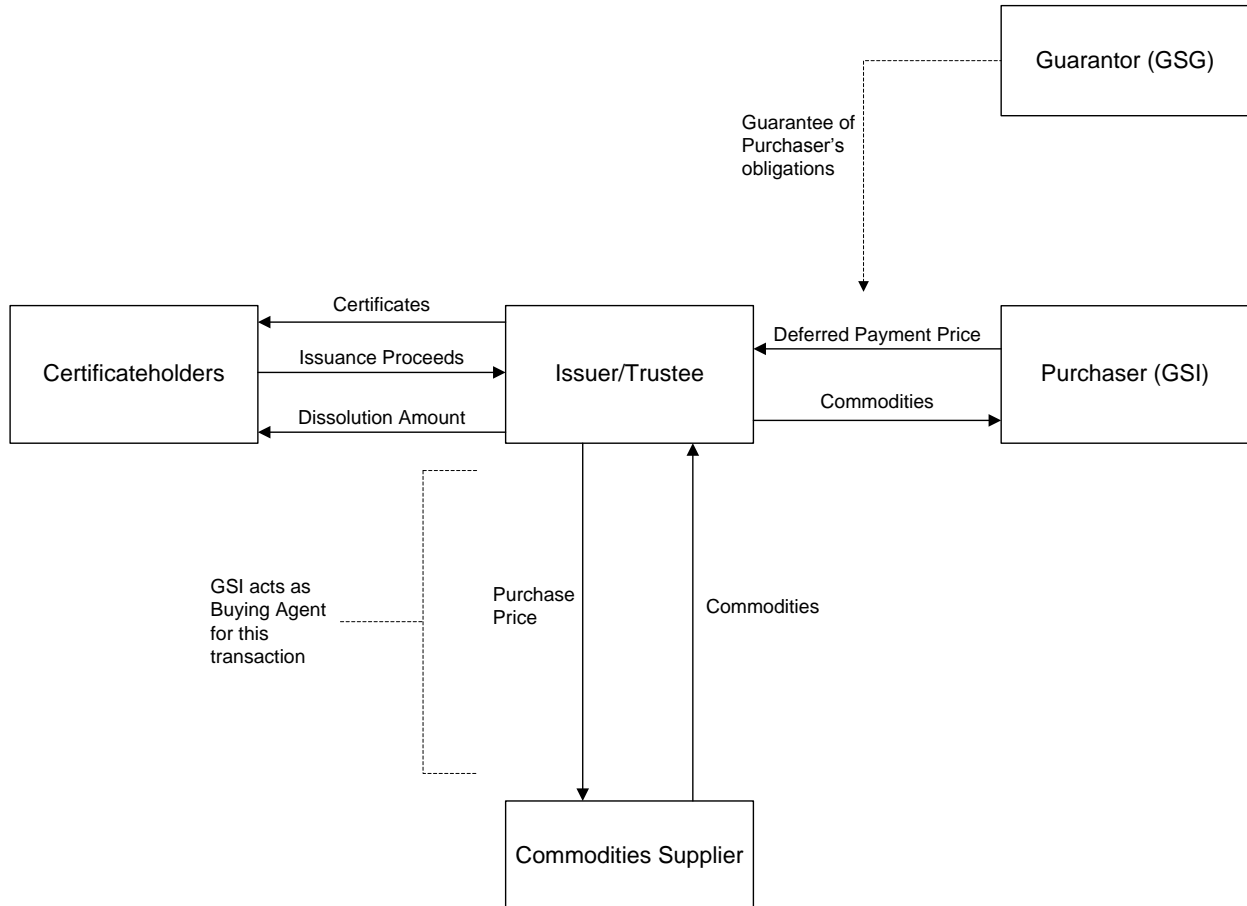 Guarantor (GSG)
Guarantee of
Purchaser’s
obligations
Certificates
Issuance Proceeds
Dissolution Amount
Certificateholders
Issuer/Trustee
Deferred Payment Price
Commodities
Purchaser (GSI)
GSI acts as
Buying Agent
for this
transaction
Purchase
Price
Commodities
Commodities Supplier